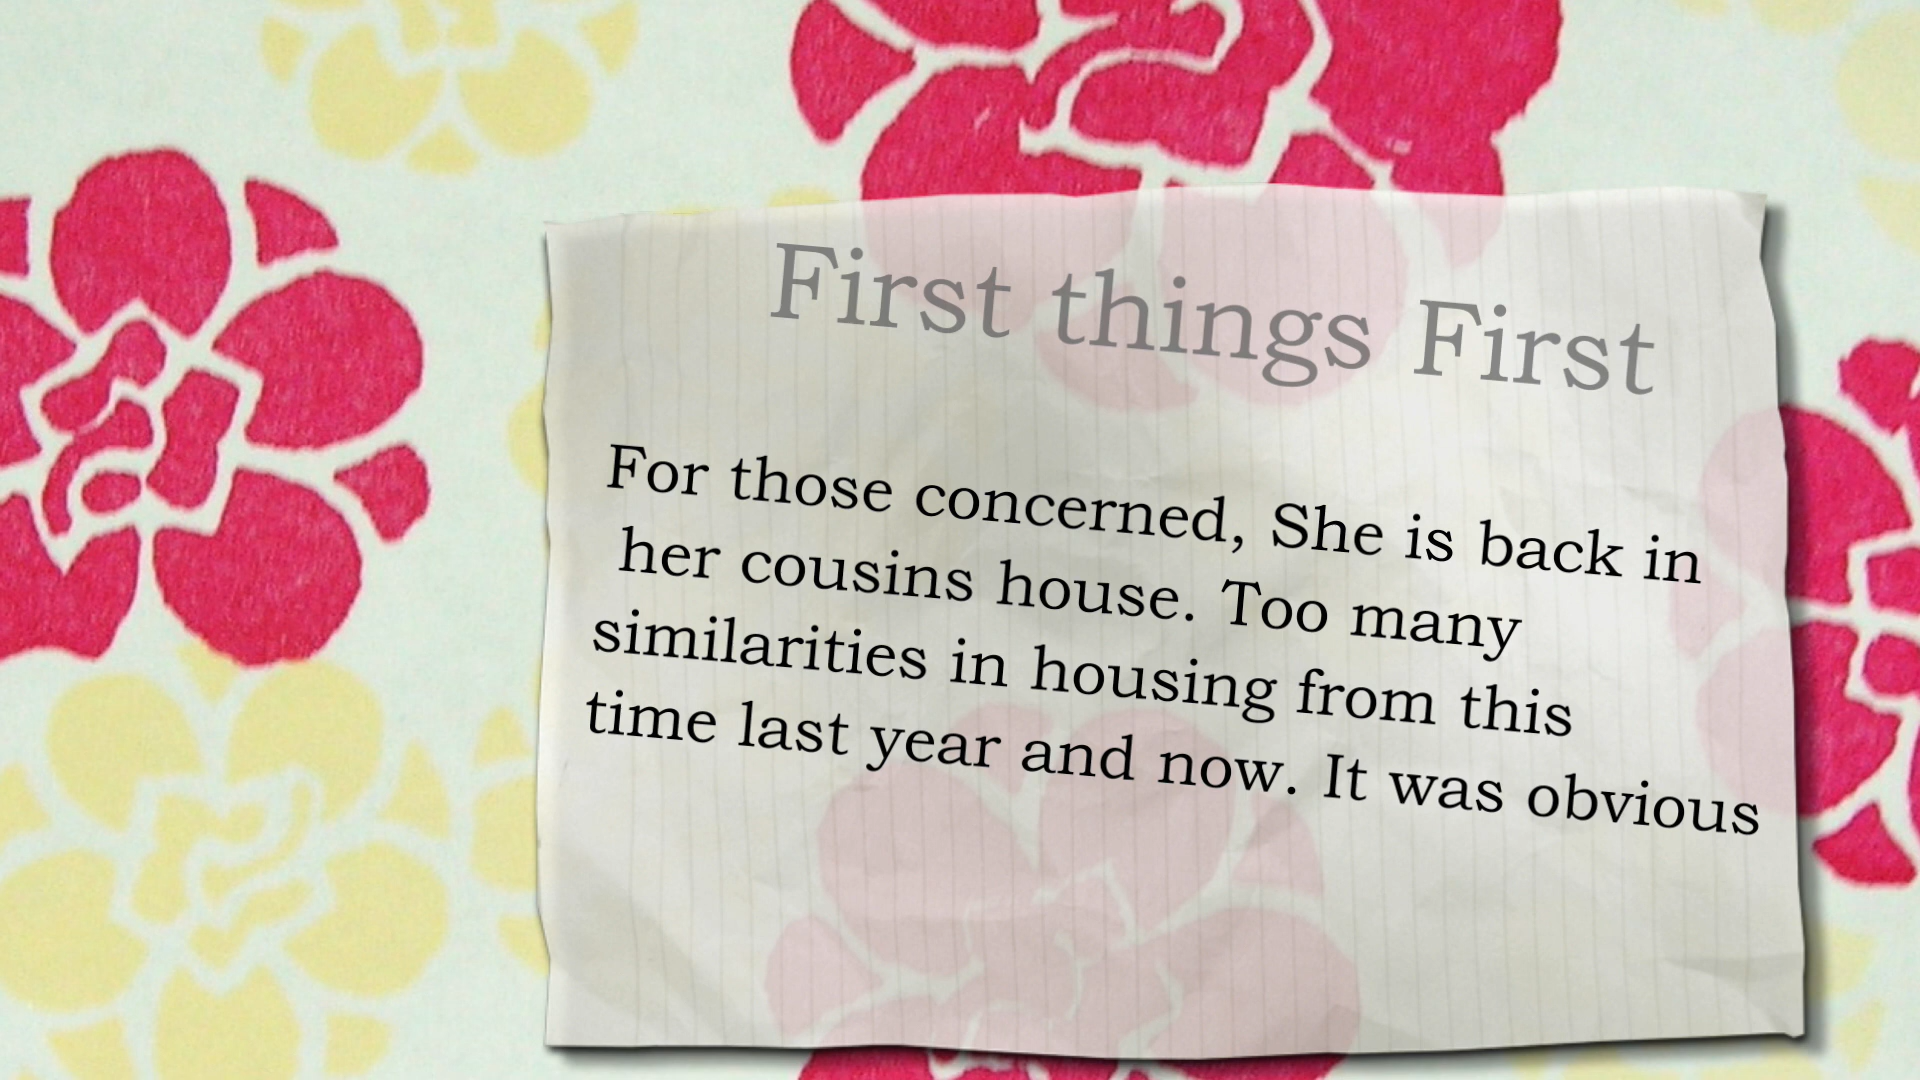 First things First
For those concerned, She is back in
her cousins house. Too many
similarities in housing from this
time last year and now. It was obvious